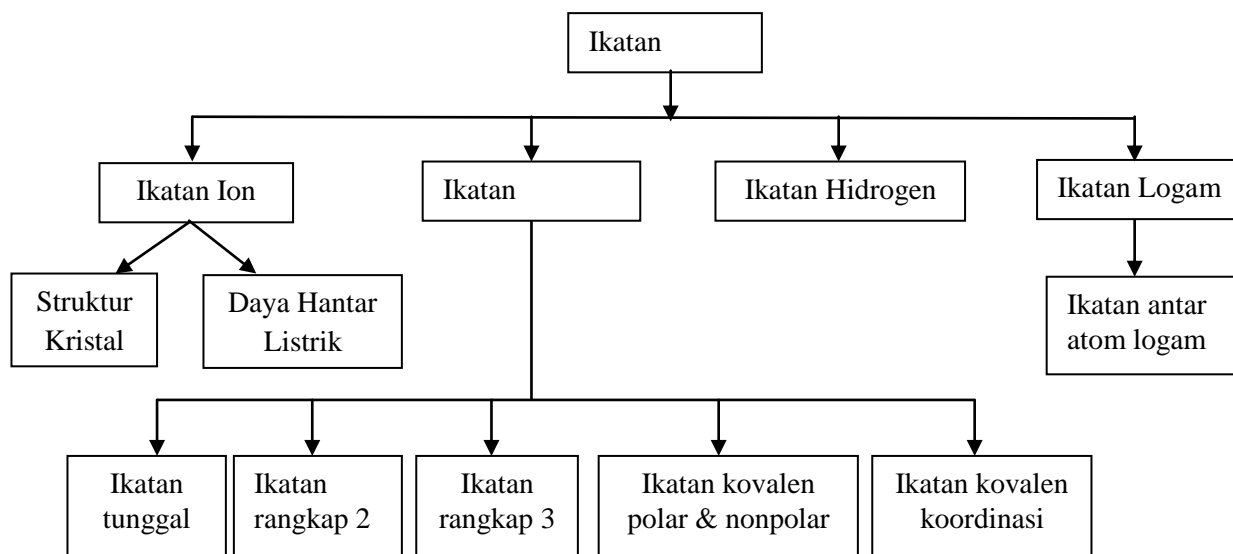 Ikatan
Ikatan Ion
Ikatan
Ikatan Hidrogen
Ikatan Logam
Struktur
Kristal
Daya Hantar
Listrik
Ikatan antar
atom logam
Ikatan
tunggal
Ikatan
rangkap 2
Ikatan
rangkap 3
Ikatan kovalen
polar & nonpolar
Ikatan kovalen
koordinasi